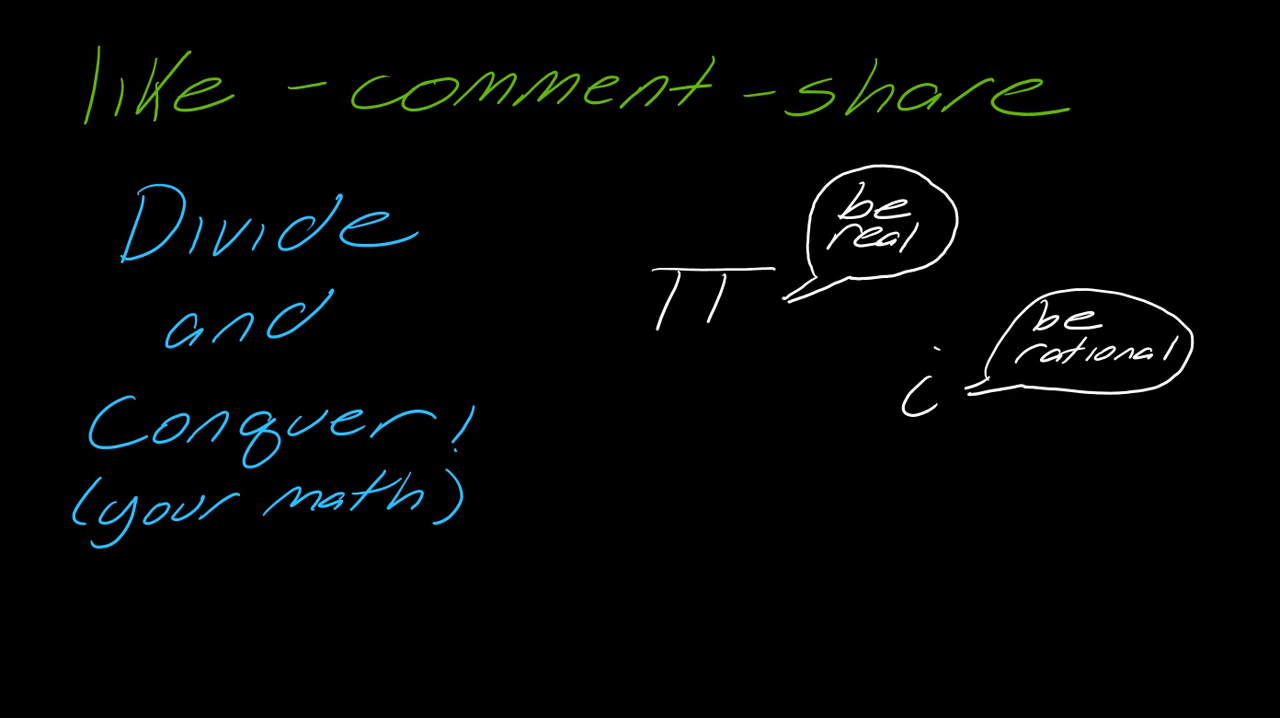 like - comment - share
Divide
and
Conquer!
(your math)
be
real
π
be
rational
i